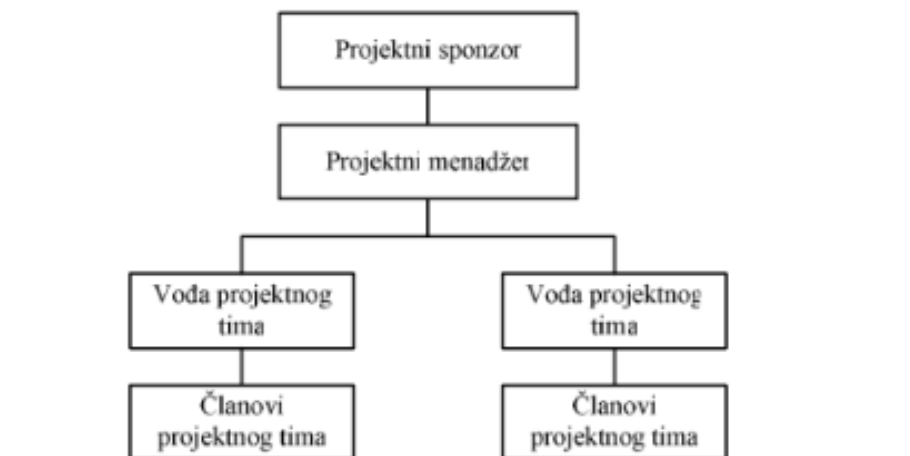 Projektni sponzor
Projektni menadžer
Vođa projektnog
tima
Vođa projektnog
tima
Članovi
projektnog tima
Članovi
projektnog tima